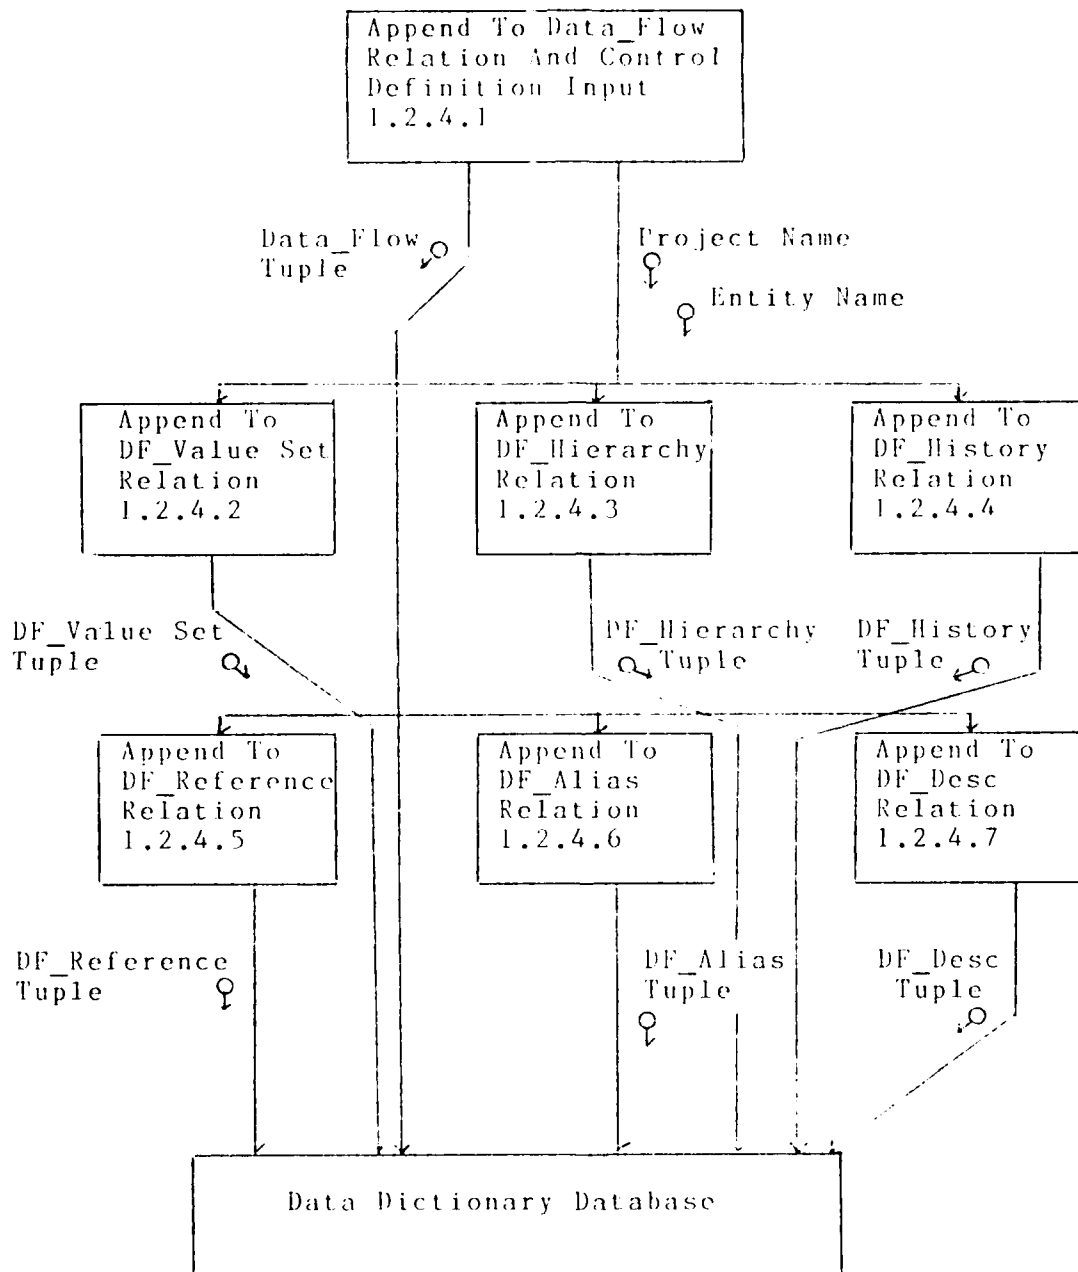 Append To Data_Flow
Relation And Control
Definition Input
1.2.4.1
Data_Flow
Tuple
Project Name
Entity Name
Append To
DF_Value Set
Relation
1.2.4.2
Append To
DF_Hierarchy
Relation
1.2.4.3
Append To
DF_History
Relation
1.2.4.4
DF_Value Set
Tuple
DF_Hierarchy
Tuple
DF_History
Tuple
Append To
DF_Reference
Relation
1.2.4.5
Append To
DF_Alias
Relation
1.2.4.6
Append To
DF_Desc
Relation
1.2.4.7
DF_Reference
Tuple
DF_Alias
Tuple
DF_Desc
Tuple
Data Dictionary Database